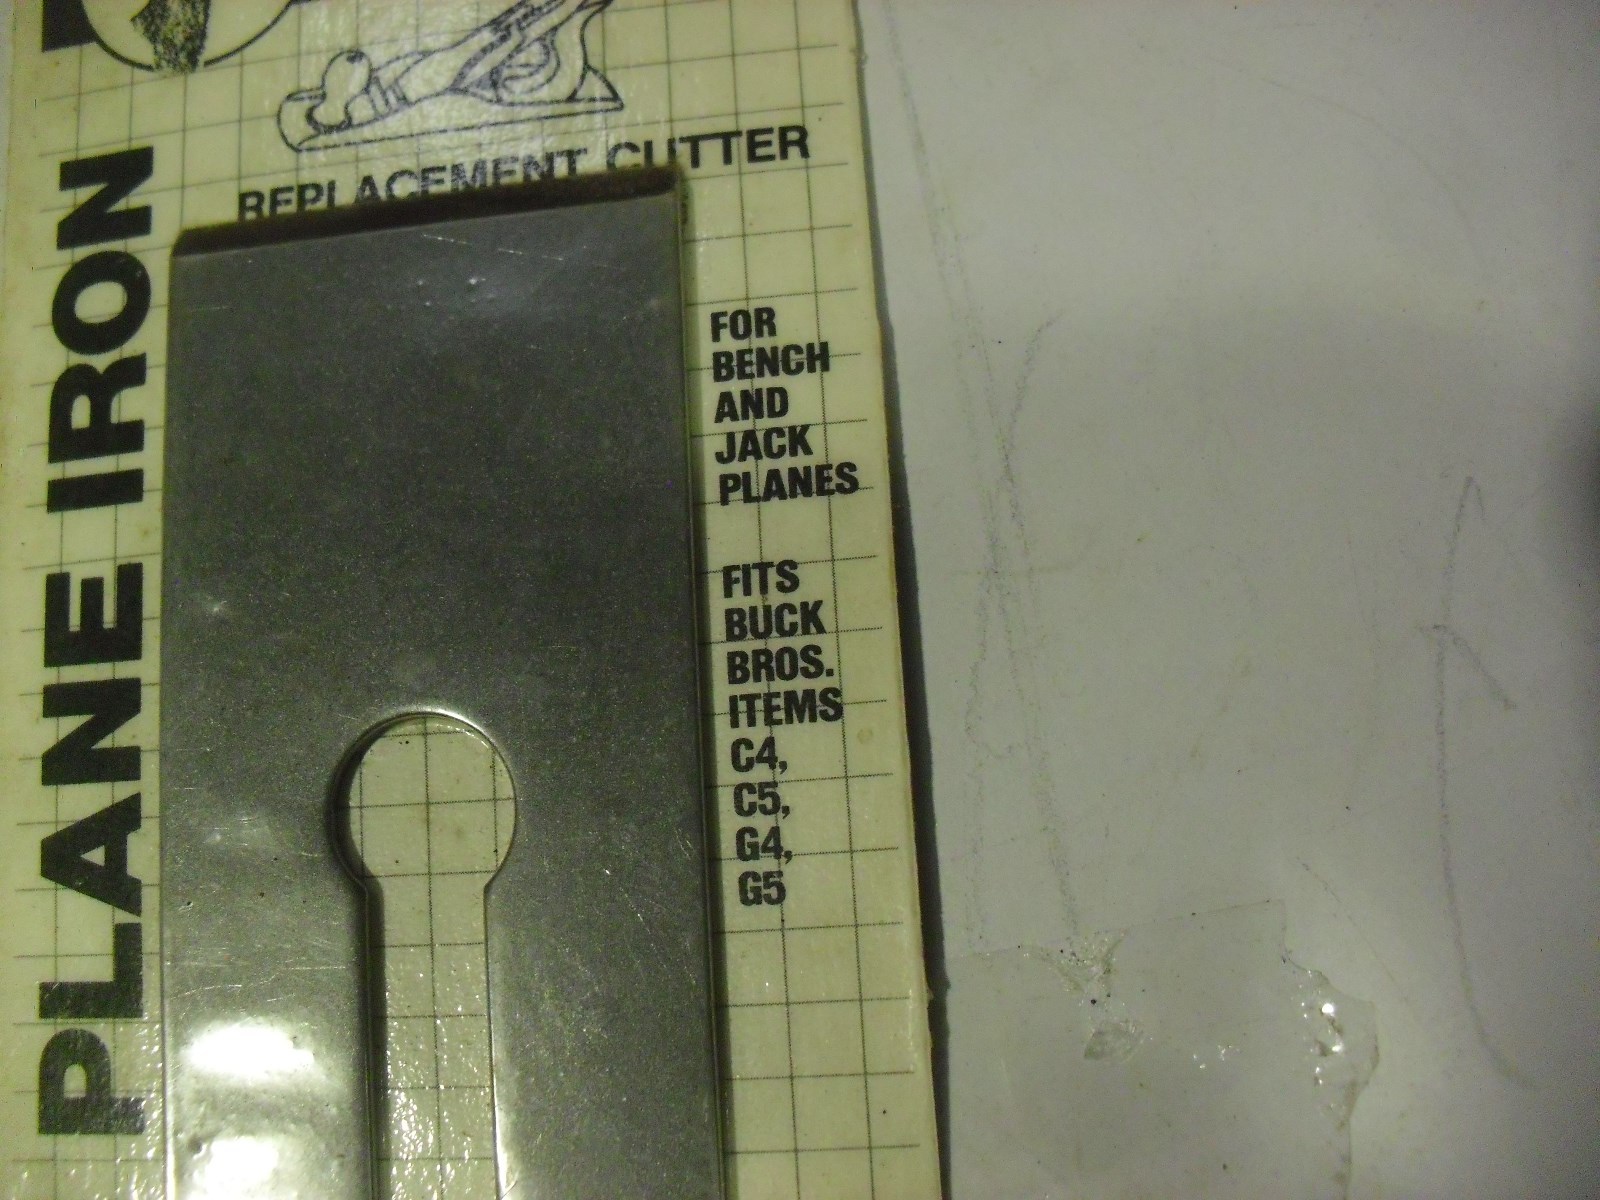 PLANE IRON
REPLACEMENT CUTTER
FOR
BENCH
AND
JACK
PLANES
FITS
BUCK
BROS.
ITEMS
C4,
C5,
G4,
G5